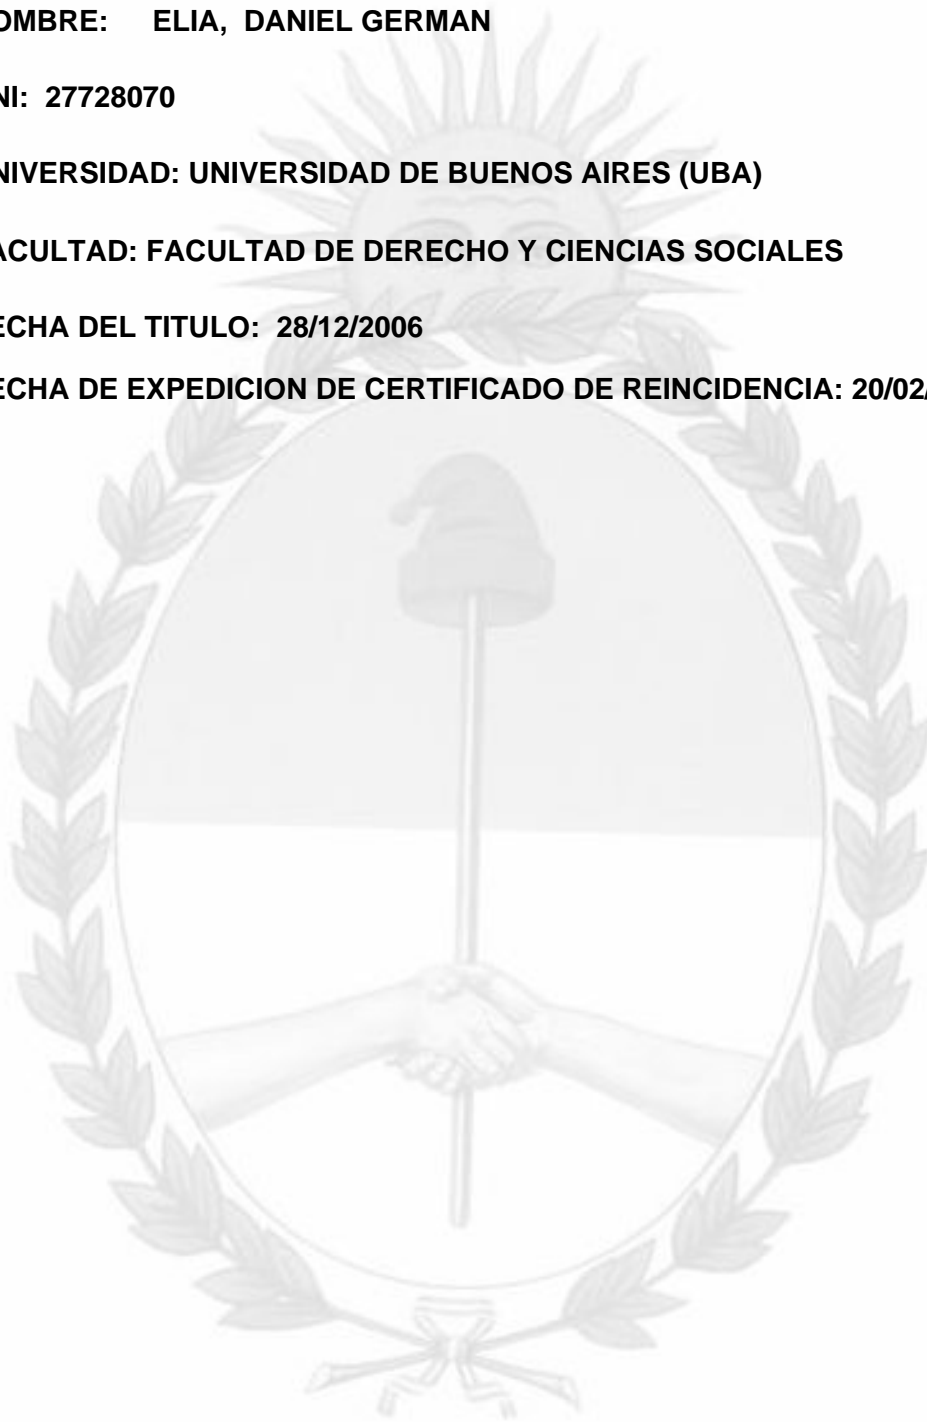 OMBRE: ELIA, DANIEL GERMAN
NI: 27728070
NIVERSIDAD: UNIVERSIDAD DE BUENOS AIRES (UBA)
ACULTAD: FACULTAD DE DERECHO Y CIENCIAS SOCIALES
ECHA DEL TITULO: 28/12/2006
ECHA DE EXPEDICION DE CERTIFICADO DE REINCIDENCIA: 20/02/